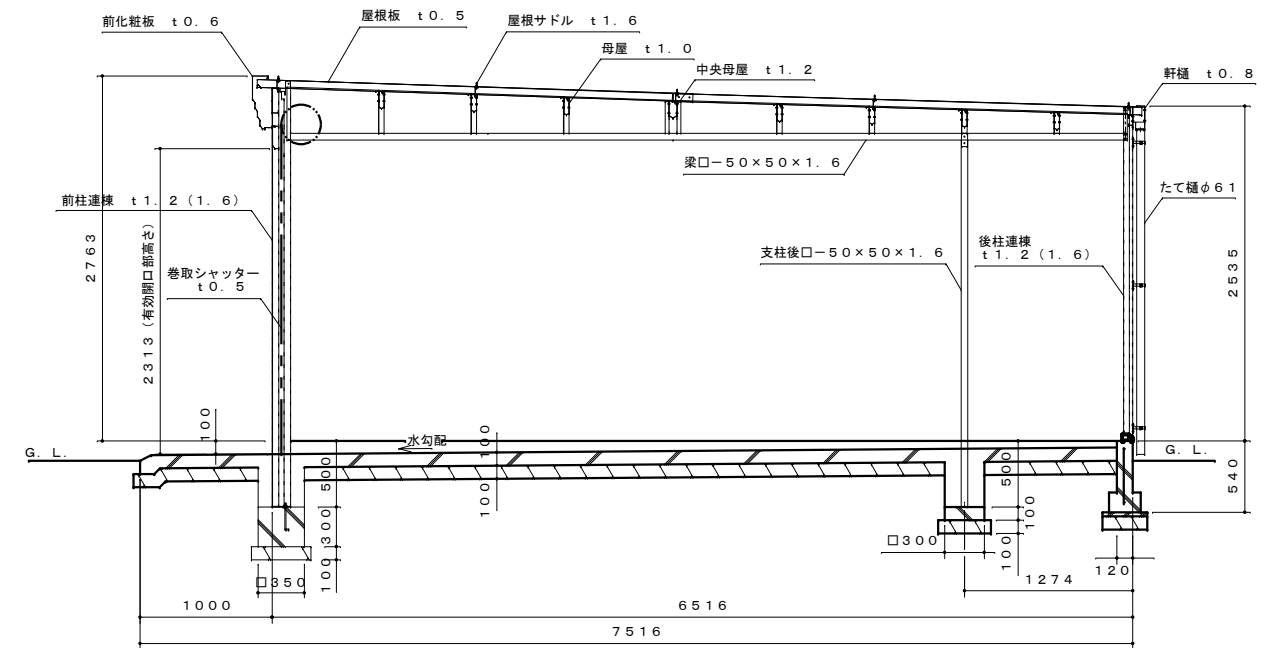 前化粧板　ｔ０．６
屋根板　ｔ０．５
屋根サドル　ｔ１．６
母屋　ｔ１．０
中央母屋　ｔ１．２
軒樋　ｔ０．８
梁口－５０×５０×１．６
前柱連棟　ｔ１．２（１．６）
２７６３
２３１３（有効開口部高さ）
巻取シャッター
ｔ０．５
支柱後口－５０×５０×１．６
後柱連棟
ｔ１．２（１．６）
たて樋φ６１
２５３５
１００
水勾配
１００
Ｇ．Ｌ．
Ｇ．Ｌ．
５００
１００
５００
５４０
３００
１００
１００
１００
□３００
□３５０
１２０
１２７４
１０００
６５１６
７５１６